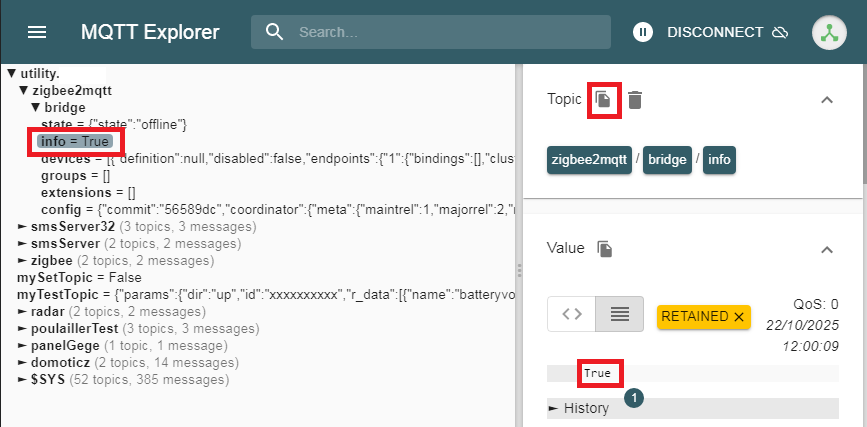 MQTT Explorer
Search...
DISCONNECT
▼ utility.
▼ zigbee2mqtt
▼ bridge
state = {"state":"offline"}
info = True
devices = [{"definition":null,"disabled":false,"endpoints":{"1":{"bindings":[],"clus
groups = []
extensions = []
config = {"commit":"56589dc","coordinator":{"meta":{"maintrel":1,"majorrel":2,"
► smsServer32 (3 topics, 3 messages)
► smsServer (2 topics, 2 messages)
► zigbee (2 topics, 2 messages)
mySetTopic = False
myTestTopic = {"params":{"dir":"up","id":"xxxxxxxxxx","r_data":[{"name":"batteryvo
► radar (2 topics, 2 messages)
► poulaillerTest (3 topics, 3 messages)
► panelGege (1 topic, 1 message)
► domoticz (2 topics, 14 messages)
► $SYS (52 topics, 385 messages)
Topic
zigbee2mqtt / bridge / info
Value
QoS: 0
RETAINED ✕
22/10/2025
12:00:09
True
► History
1